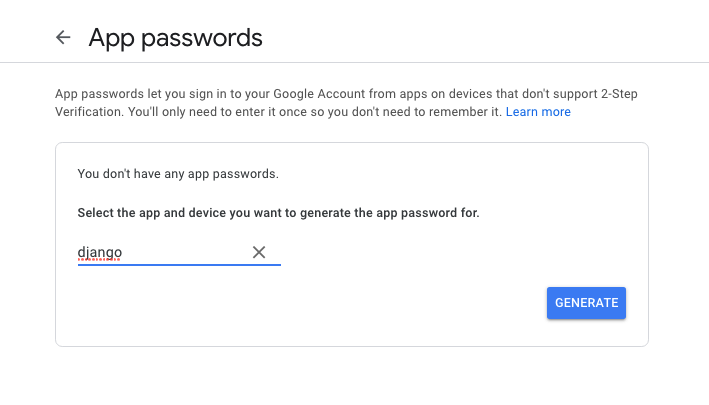 App passwords
App passwords let you sign in to your Google Account from apps on devices that don't support 2-Step
Verification. You'll only need to enter it once so you don't need to remember it. Learn more
You don't have any app passwords.
Select the app and device you want to generate the app password for.
django
GENERATE